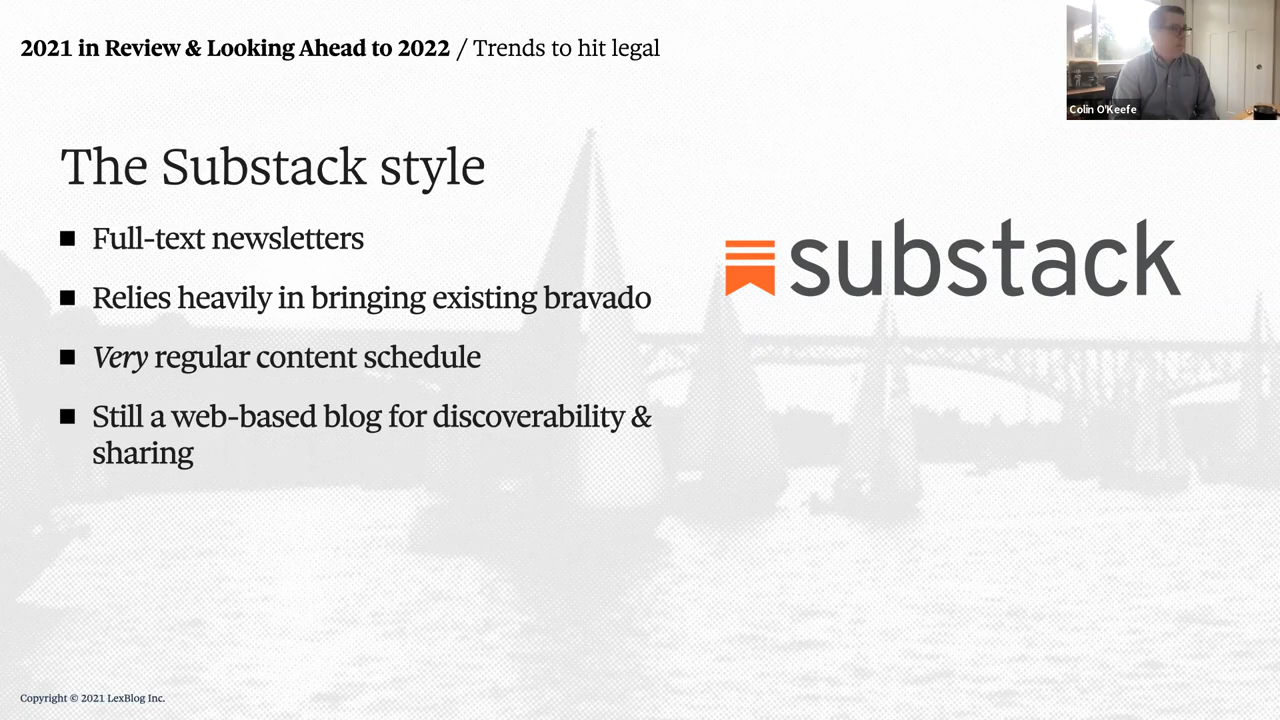 2021 in Review & Looking Ahead to 2022 / Trends to hit legal
Colin O'Keefe
The Substack style
■ Full-text newsletters
■ Relies heavily in bringing existing bravado
■ Very regular content schedule
■ Still a web-based blog for discoverability &
sharing
substack
Copyright © 2021 LexBlog Inc.